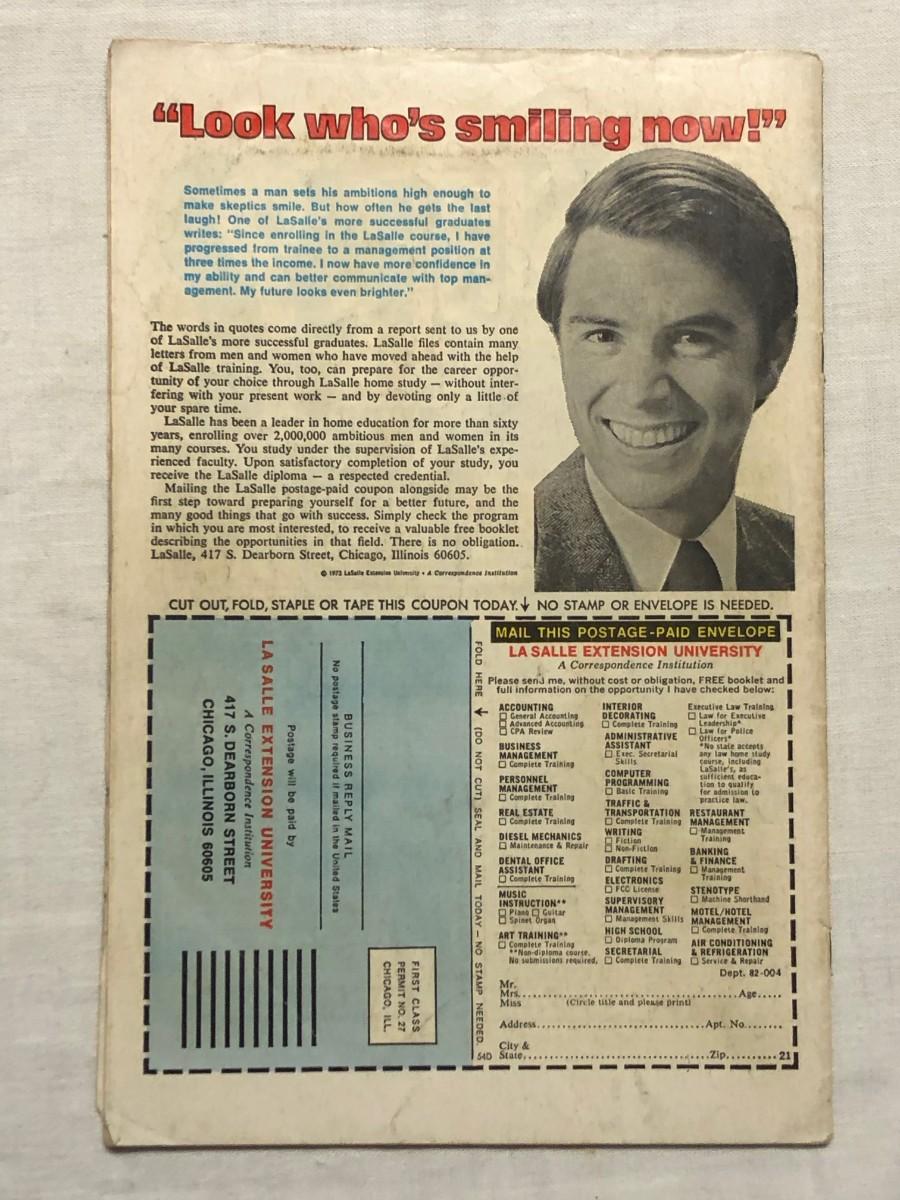 “Look who’s smiling now!”
Sometimes a man sets his ambitions high enough to
make skeptics smile. But how often he gets the last
laugh! One of LaSalle’s more successful graduates
writes: “Since enrolling in the LaSalle course, I have
progressed from trainee to a management position at
three times the income. I now have more confidence in
my ability and can better communicate with top man-
agement. My future looks even brighter.”
The words in quotes come directly from a report sent to us by one
of LaSalle’s more successful graduates. LaSalle files contain many
letters from men and women who have moved ahead with the help
of LaSalle training. You, too, can prepare for the career oppor-
tunity of your choice through LaSalle home study — without inter-
fering with your present work — and by devoting only a little of
your spare time.
LaSalle has been a leader in home education for more than sixty
years, enrolling over 2,000,000 ambitious men and women in its
many courses. You study under the supervision of LaSalle’s expe-
rienced faculty. Upon satisfactory completion of your study, you
receive the LaSalle diploma — a respected credential.
Mailing the LaSalle postage-paid coupon alongside may be the
first step toward preparing yourself for a better future, and the
many good things that go with success. Simply check the program
in which you are most interested, to receive a valuable free booklet
describing the opportunities in that field. There is no obligation.
LaSalle, 417 S. Dearborn Street, Chicago, Illinois 60605.
© 1973 LaSalle Extension University • A Correspondence Institution
CUT OUT, FOLD, STAPLE OR TAPE THIS COUPON TODAY. ↓ NO STAMP OR ENVELOPE IS NEEDED.
FIRST CLASS
PERMIT NO. 27
CHICAGO, ILL.
BUSINESS REPLY MAIL
No postage stamp required if mailed in the United States
Postage will be paid by
LA SALLE EXTENSION UNIVERSITY
A Correspondence Institution
417 S. DEARBORN STREET
CHICAGO, ILLINOIS 60605
FOLD HERE → (DO NOT CUT) SEAL AND MAIL TODAY — NO STAMP NEEDED.
54D
MAIL THIS POSTAGE-PAID ENVELOPE
LA SALLE EXTENSION UNIVERSITY
A Correspondence Institution
Please send me, without cost or obligation, FREE booklet and
full information on the opportunity I have checked below:
ACCOUNTING
☐ General Accounting
☐ Advanced Accounting
☐ CPA Review
BUSINESS
MANAGEMENT
☐ Complete Training
PERSONNEL
MANAGEMENT
☐ Complete Training
REAL ESTATE
☐ Complete Training
DIESEL MECHANICS
☐ Maintenance & Repair
DENTAL OFFICE
ASSISTANT
☐ Complete Training
MUSIC
INSTRUCTION**
☐ Piano ☐ Guitar
☐ Spinet Organ
ART TRAINING**
☐ Complete Training
**Non-diploma course.
No submissions required.
INTERIOR
DECORATING
☐ Complete Training
ADMINISTRATIVE
ASSISTANT
☐ Exec. Secretarial
Skills
COMPUTER
PROGRAMMING
☐ Basic Training
TRAFFIC &
TRANSPORTATION
☐ Complete Training
WRITING
☐ Fiction
☐ Non-Fiction
DRAFTING
☐ Complete Training
ELECTRONICS
☐ FCC License
SUPERVISORY
MANAGEMENT
☐ Management Skills
HIGH SCHOOL
☐ Diploma Program
SECRETARIAL
☐ Complete Training
Executive Law Training
☐ Law for Executive
Leadership*
☐ Law for Police
Officers*
*No state accepts
any law home study
course, including
LaSalle’s, as
sufficient educa-
tion to qualify
for admission to
practice law.
RESTAURANT
MANAGEMENT
☐ Management
Training
BANKING
& FINANCE
☐ Management
Training
STENOTYPE
☐ Machine Shorthand
MOTEL/HOTEL
MANAGEMENT
☐ Complete Training
AIR CONDITIONING
& REFRIGERATION
☐ Service & Repair
Dept. 82-004
Mr.
Mrs. Age
Miss (Circle title and please print)
Address Apt. No.
City &
State Zip 21